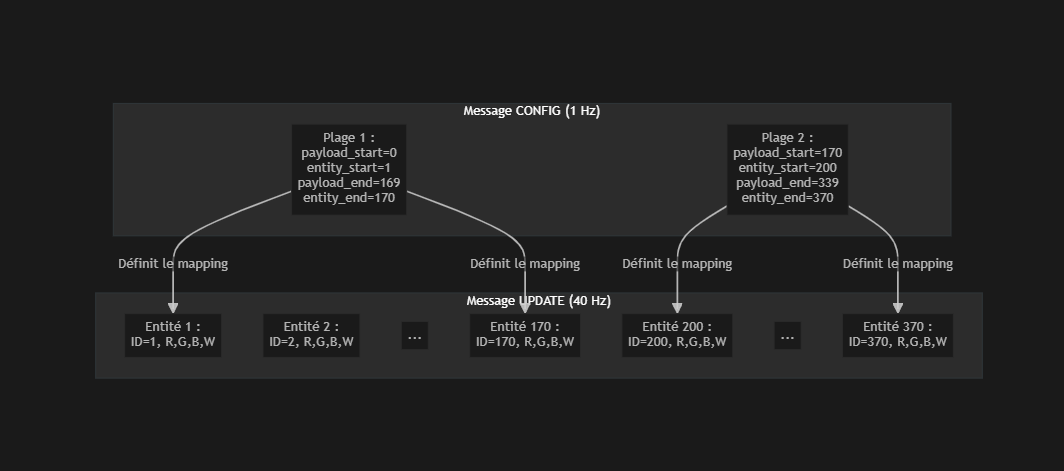 Message CONFIG (1 Hz)
Plage 1 :
payload_start=0
entity_start=1
payload_end=169
entity_end=170
Plage 2 :
payload_start=170
entity_start=200
payload_end=339
entity_end=370
Définit le mapping
Définit le mapping
Définit le mapping
Définit le mapping
Message UPDATE (40 Hz)
Entité 1 :
ID=1, R,G,B,W
Entité 2 :
ID=2, R,G,B,W
...
Entité 170 :
ID=170, R,G,B,W
Entité 200 :
ID=200, R,G,B,W
...
Entité 370 :
ID=370, R,G,B,W